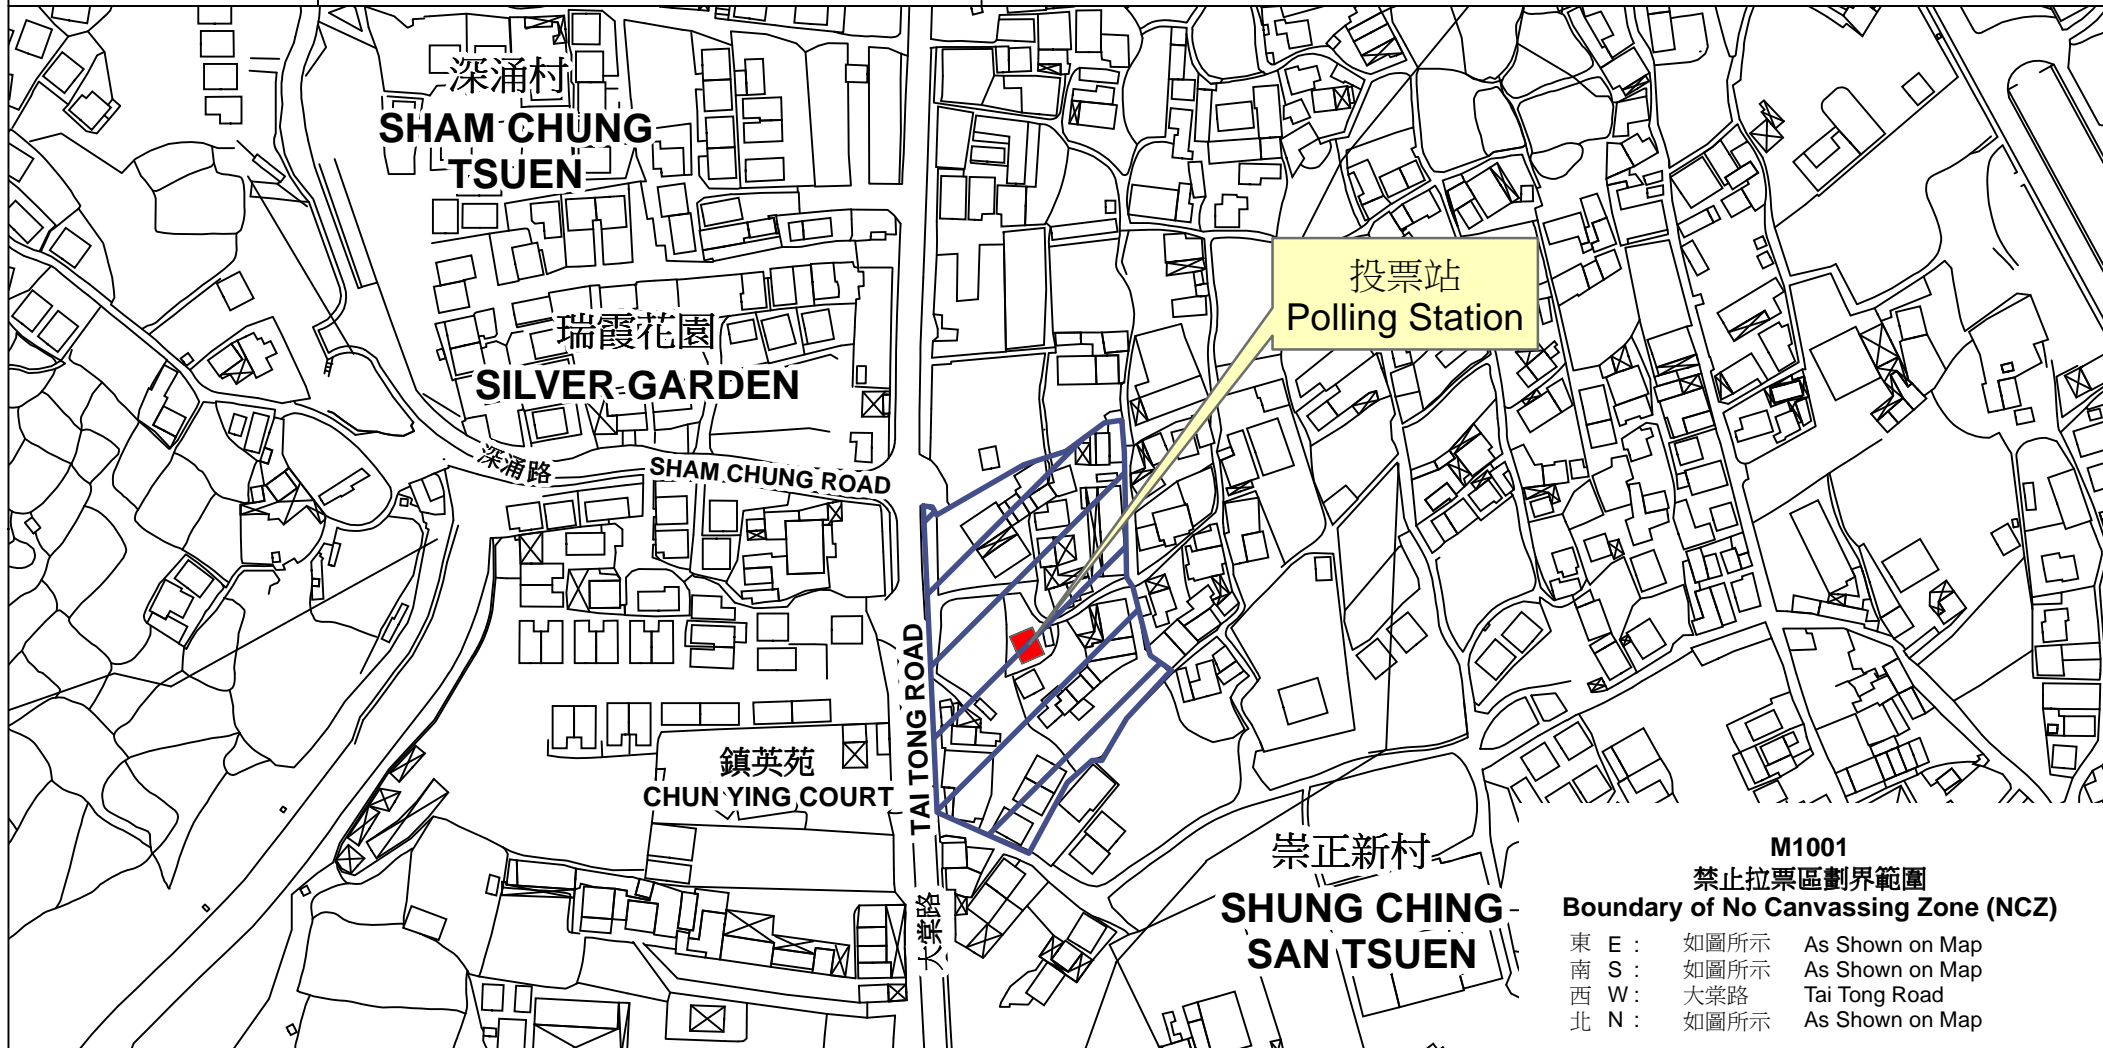 深涌村
SHAM CHUNG
TSUEN
投票站
Polling Station
瑞霞花園
SILVER GARDEN
深涌路
SHAM CHUNG ROAD
TAI TONG ROAD
鎮英苑
CHUN YING COURT
大棠路
崇正新村
SHUNG CHING
SAN TSUEN
M1001
禁止拉票區劃界範圍
Boundary of No Canvassing Zone (NCZ)
東 E : 如圖所示 As Shown on Map
南 S : 如圖所示 As Shown on Map
西 W : 大棠路 Tai Tong Road
北 N : 如圖所示 As Shown on Map